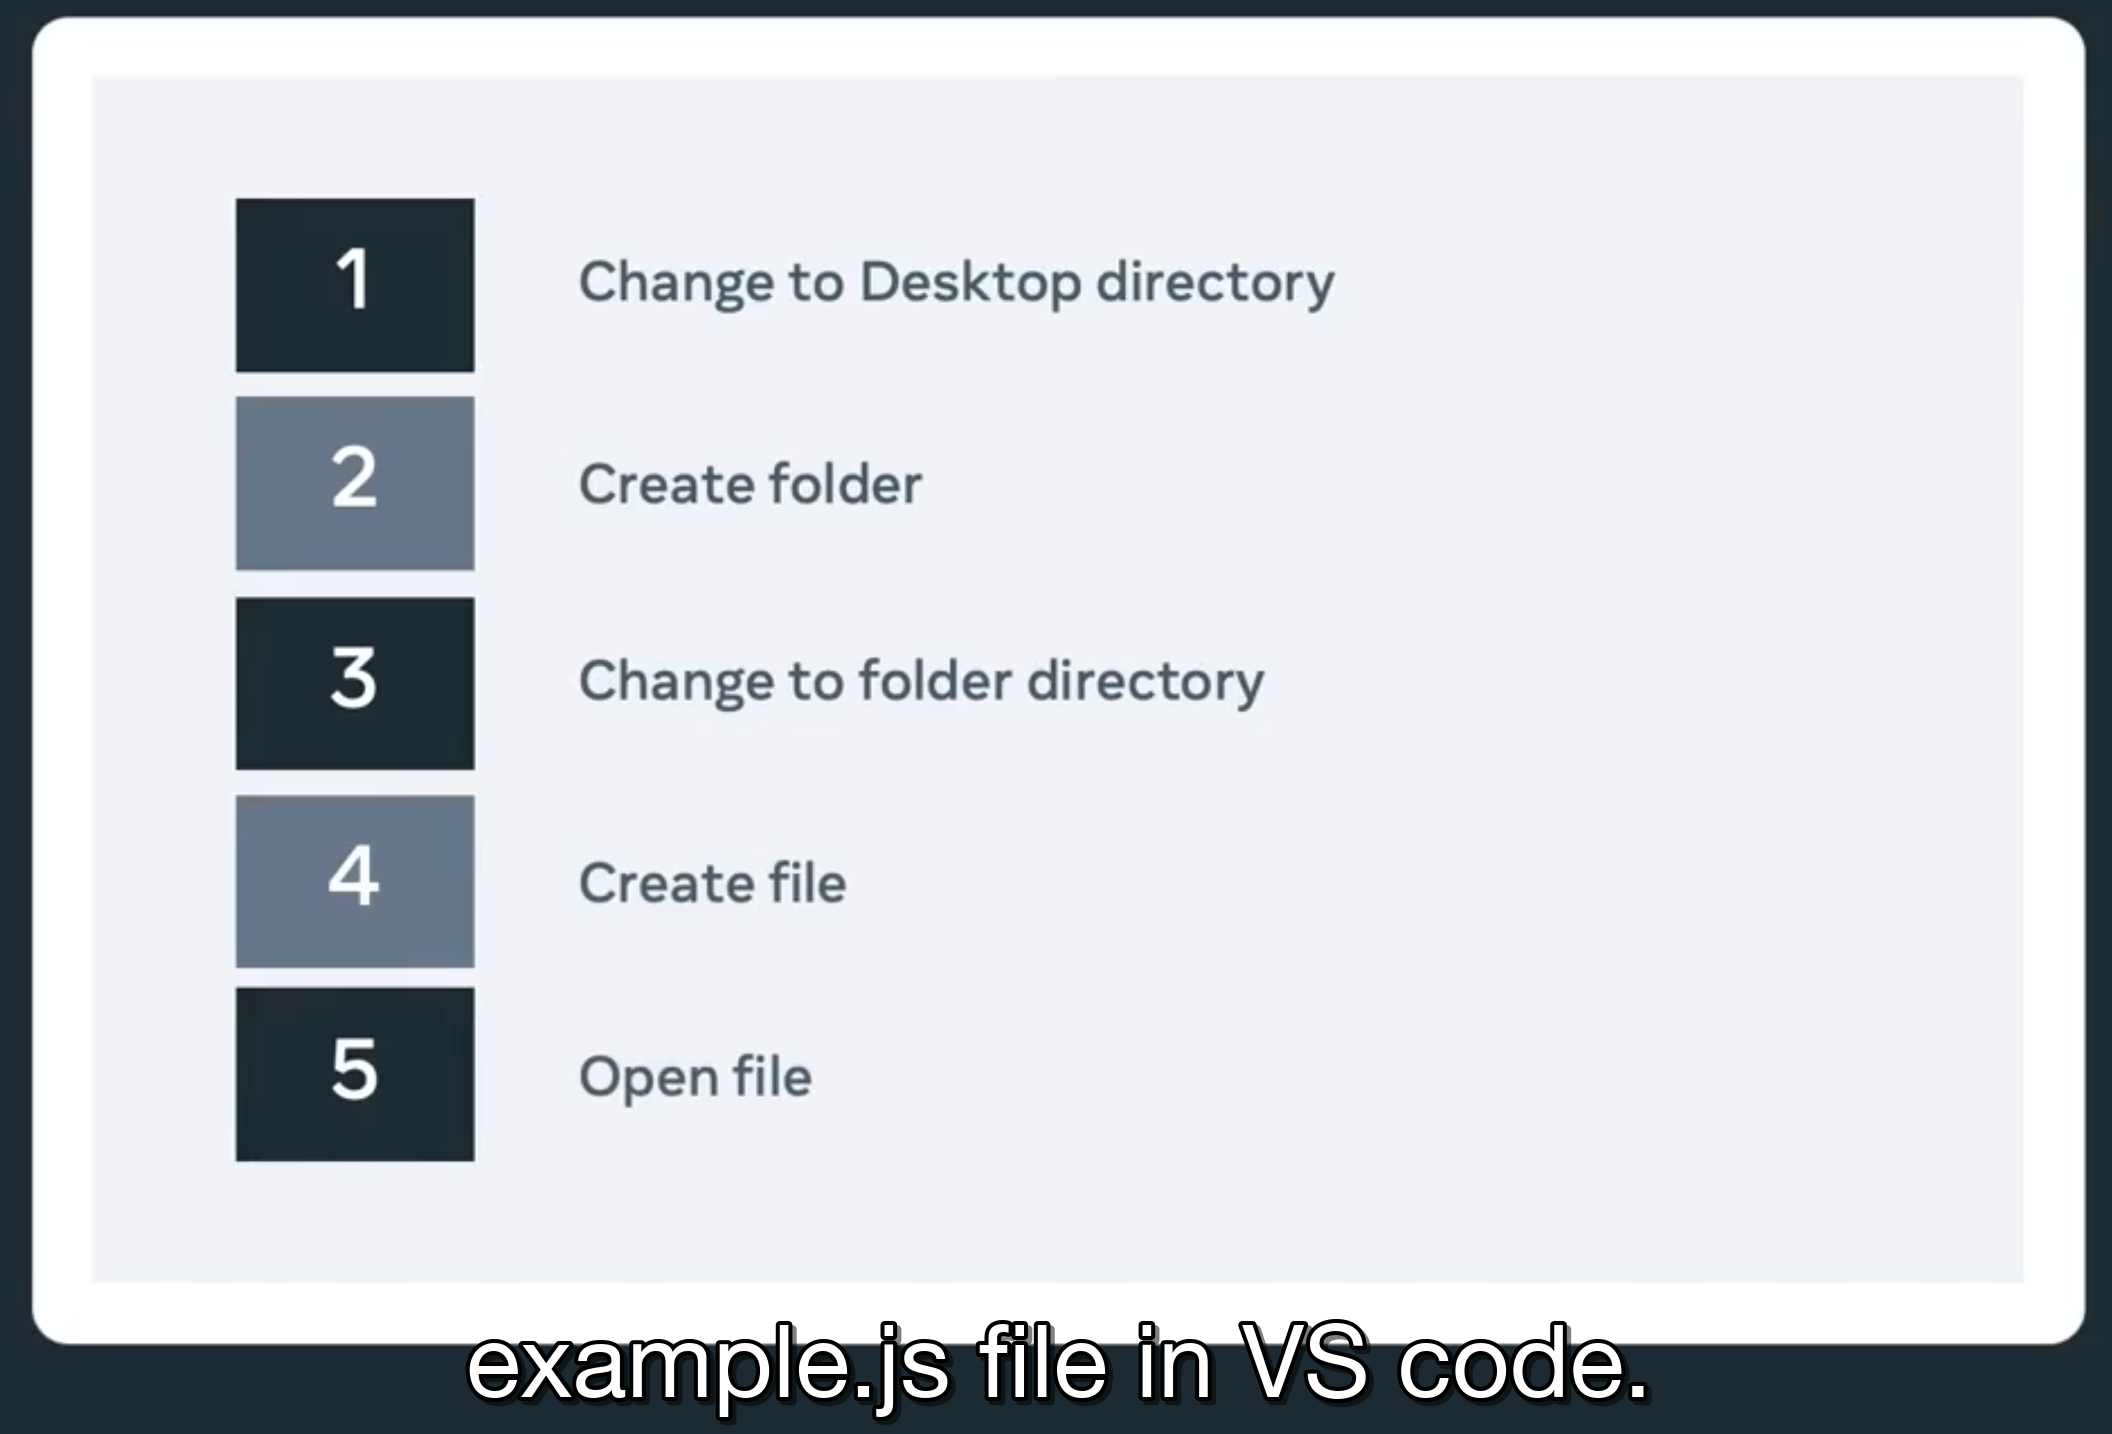 1 Change to Desktop directory
2 Create folder
3 Change to folder directory
4 Create file
5 Open file
example.js file in VS code.